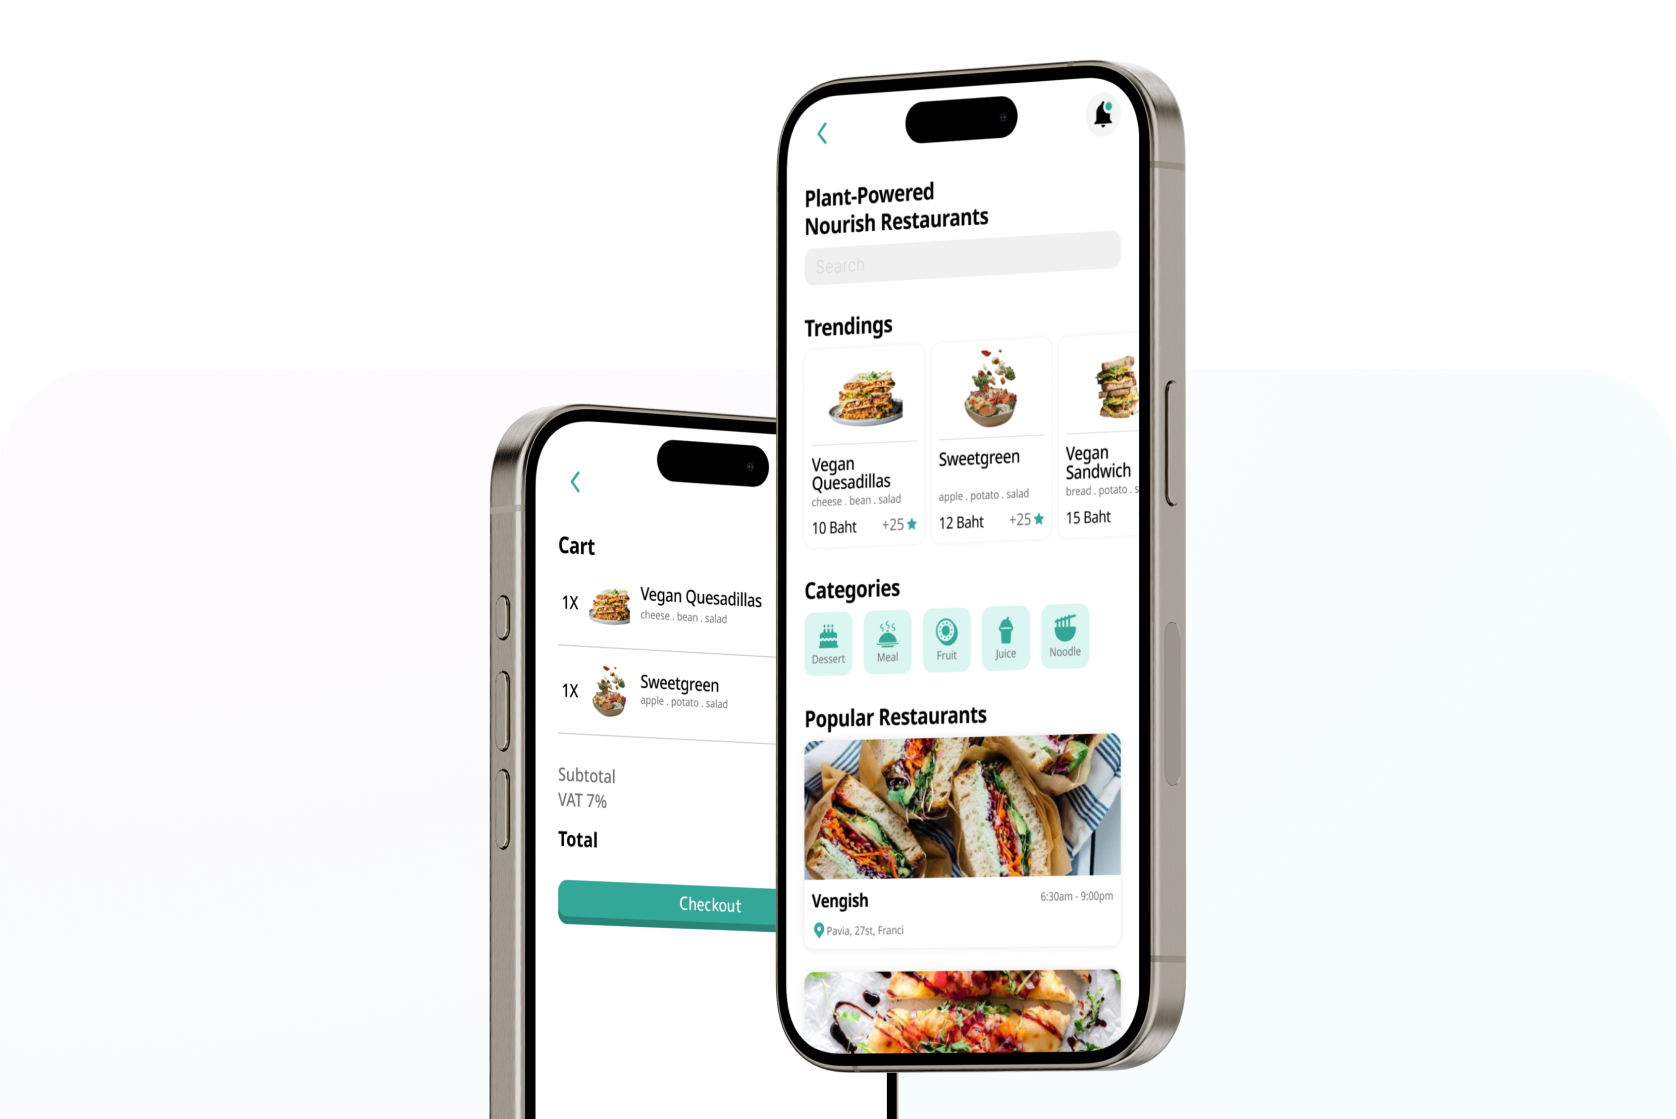 Plant-Powered
Nourish Restaurants
Search
Trendings
Vegan
Quesadillas
cheese . bean . salad
10 Baht +25
Sweetgreen
apple . potato . salad
12 Baht +25
Vegan
Sandwich
bread . potato . s
15 Baht
Categories
Dessert
Meal
Fruit
Juice
Noodle
Popular Restaurants
Vengish
6:30am - 9:00pm
Pavia, 27st, Franci
Cart
1X
Vegan Quesadillas
cheese . bean . salad
1X
Sweetgreen
apple . potato . salad
Subtotal
VAT 7%
Total
Checkout